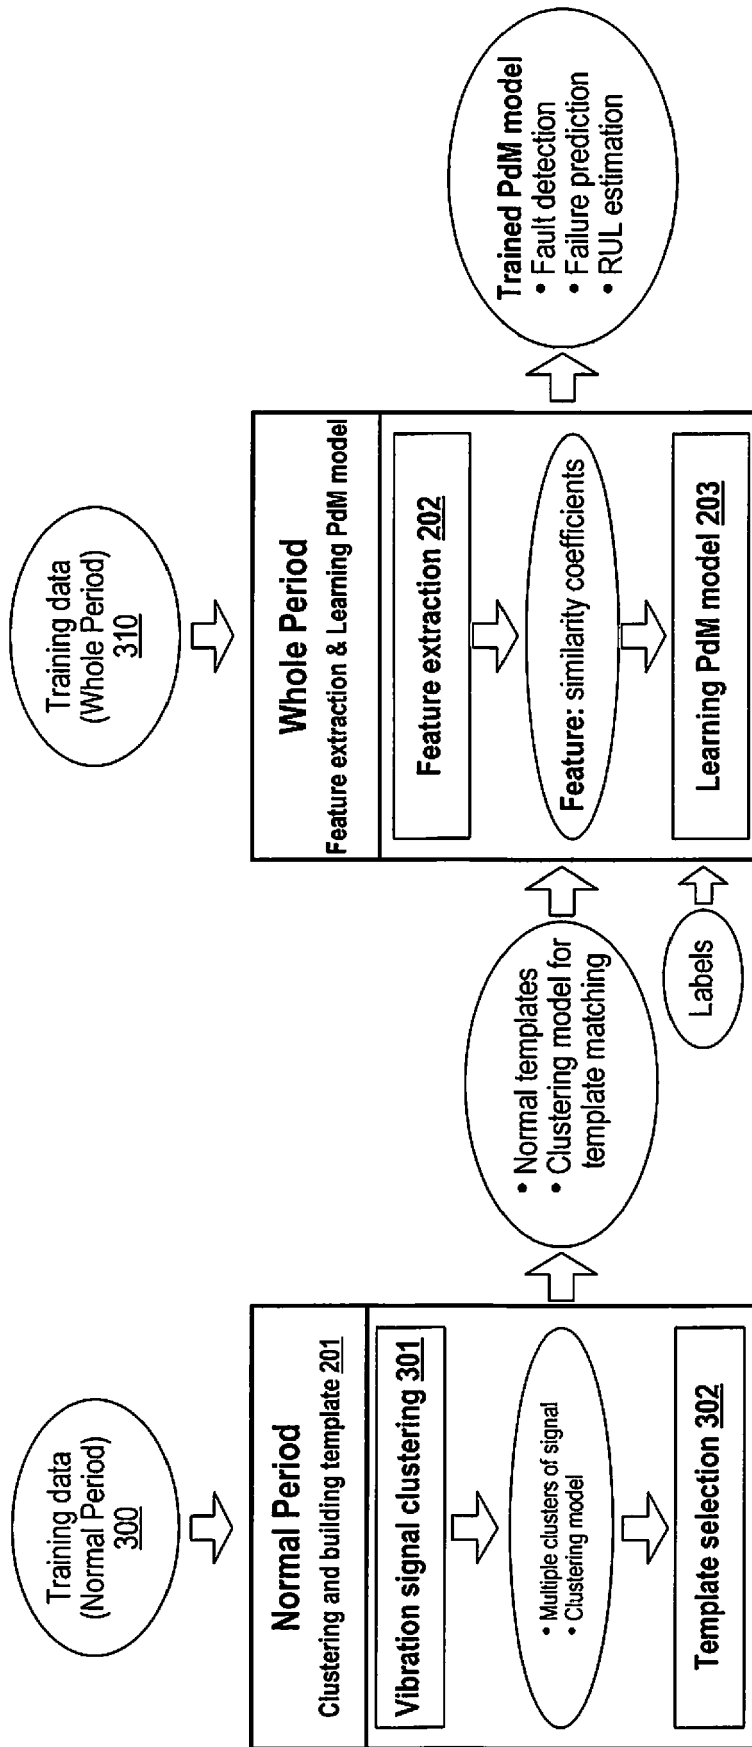 Training data
(Normal Period)
300
Normal Period
Clustering and building template 201
Vibration signal clustering 301
• Multiple clusters of signal
• Clustering model
Template selection 302
• Normal templates
• Clustering model for
template matching
Labels
Training data
(Whole Period)
310
Whole Period
Feature extraction & Learning PdM model
Feature extraction 202
Feature: similarity coefficients
Learning PdM model 203
Trained PdM model
• Fault detection
• Failure prediction
• RUL estimation